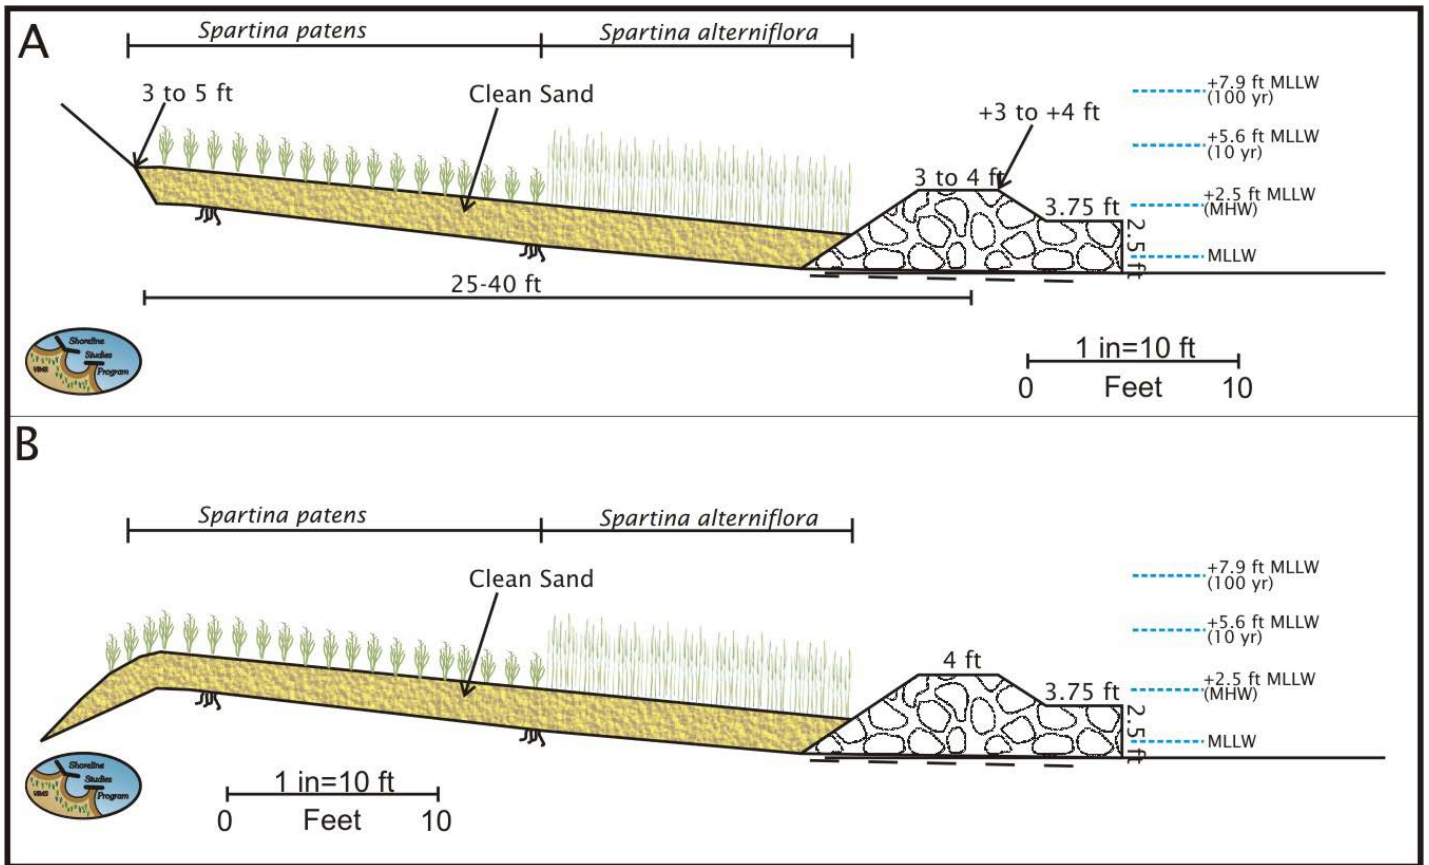 A
Spartina patens
Spartina alterniflora
3 to 5 ft
Clean Sand
+3 to +4 ft
+7.9 ft MLLW
(100 yr)
+5.6 ft MLLW
(10 yr)
3 to 4 ft
3.75 ft
+2.5 ft MLLW
(MHW)
2.5 ft
MLLW
25-40 ft
Shoreline
Studies
VIMS
Program
1 in=10 ft
0 Feet 10
B
Spartina patens
Spartina alterniflora
Clean Sand
+7.9 ft MLLW
(100 yr)
+5.6 ft MLLW
(10 yr)
4 ft
3.75 ft
+2.5 ft MLLW
(MHW)
2.5 ft
MLLW
Shoreline
Studies
VIMS
Program
1 in=10 ft
0 Feet 10